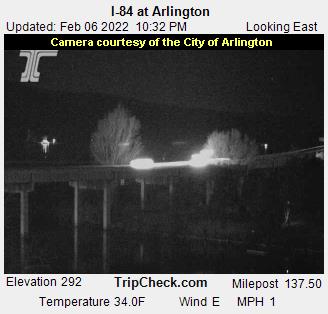 I-84 at Arlington
Updated: Feb 06 2022 10:32 PM Looking East
Camera courtesy of the City of Arlington
Elevation 292 TripCheck.com Milepost 137.50
Temperature 34.0F Wind E MPH 1